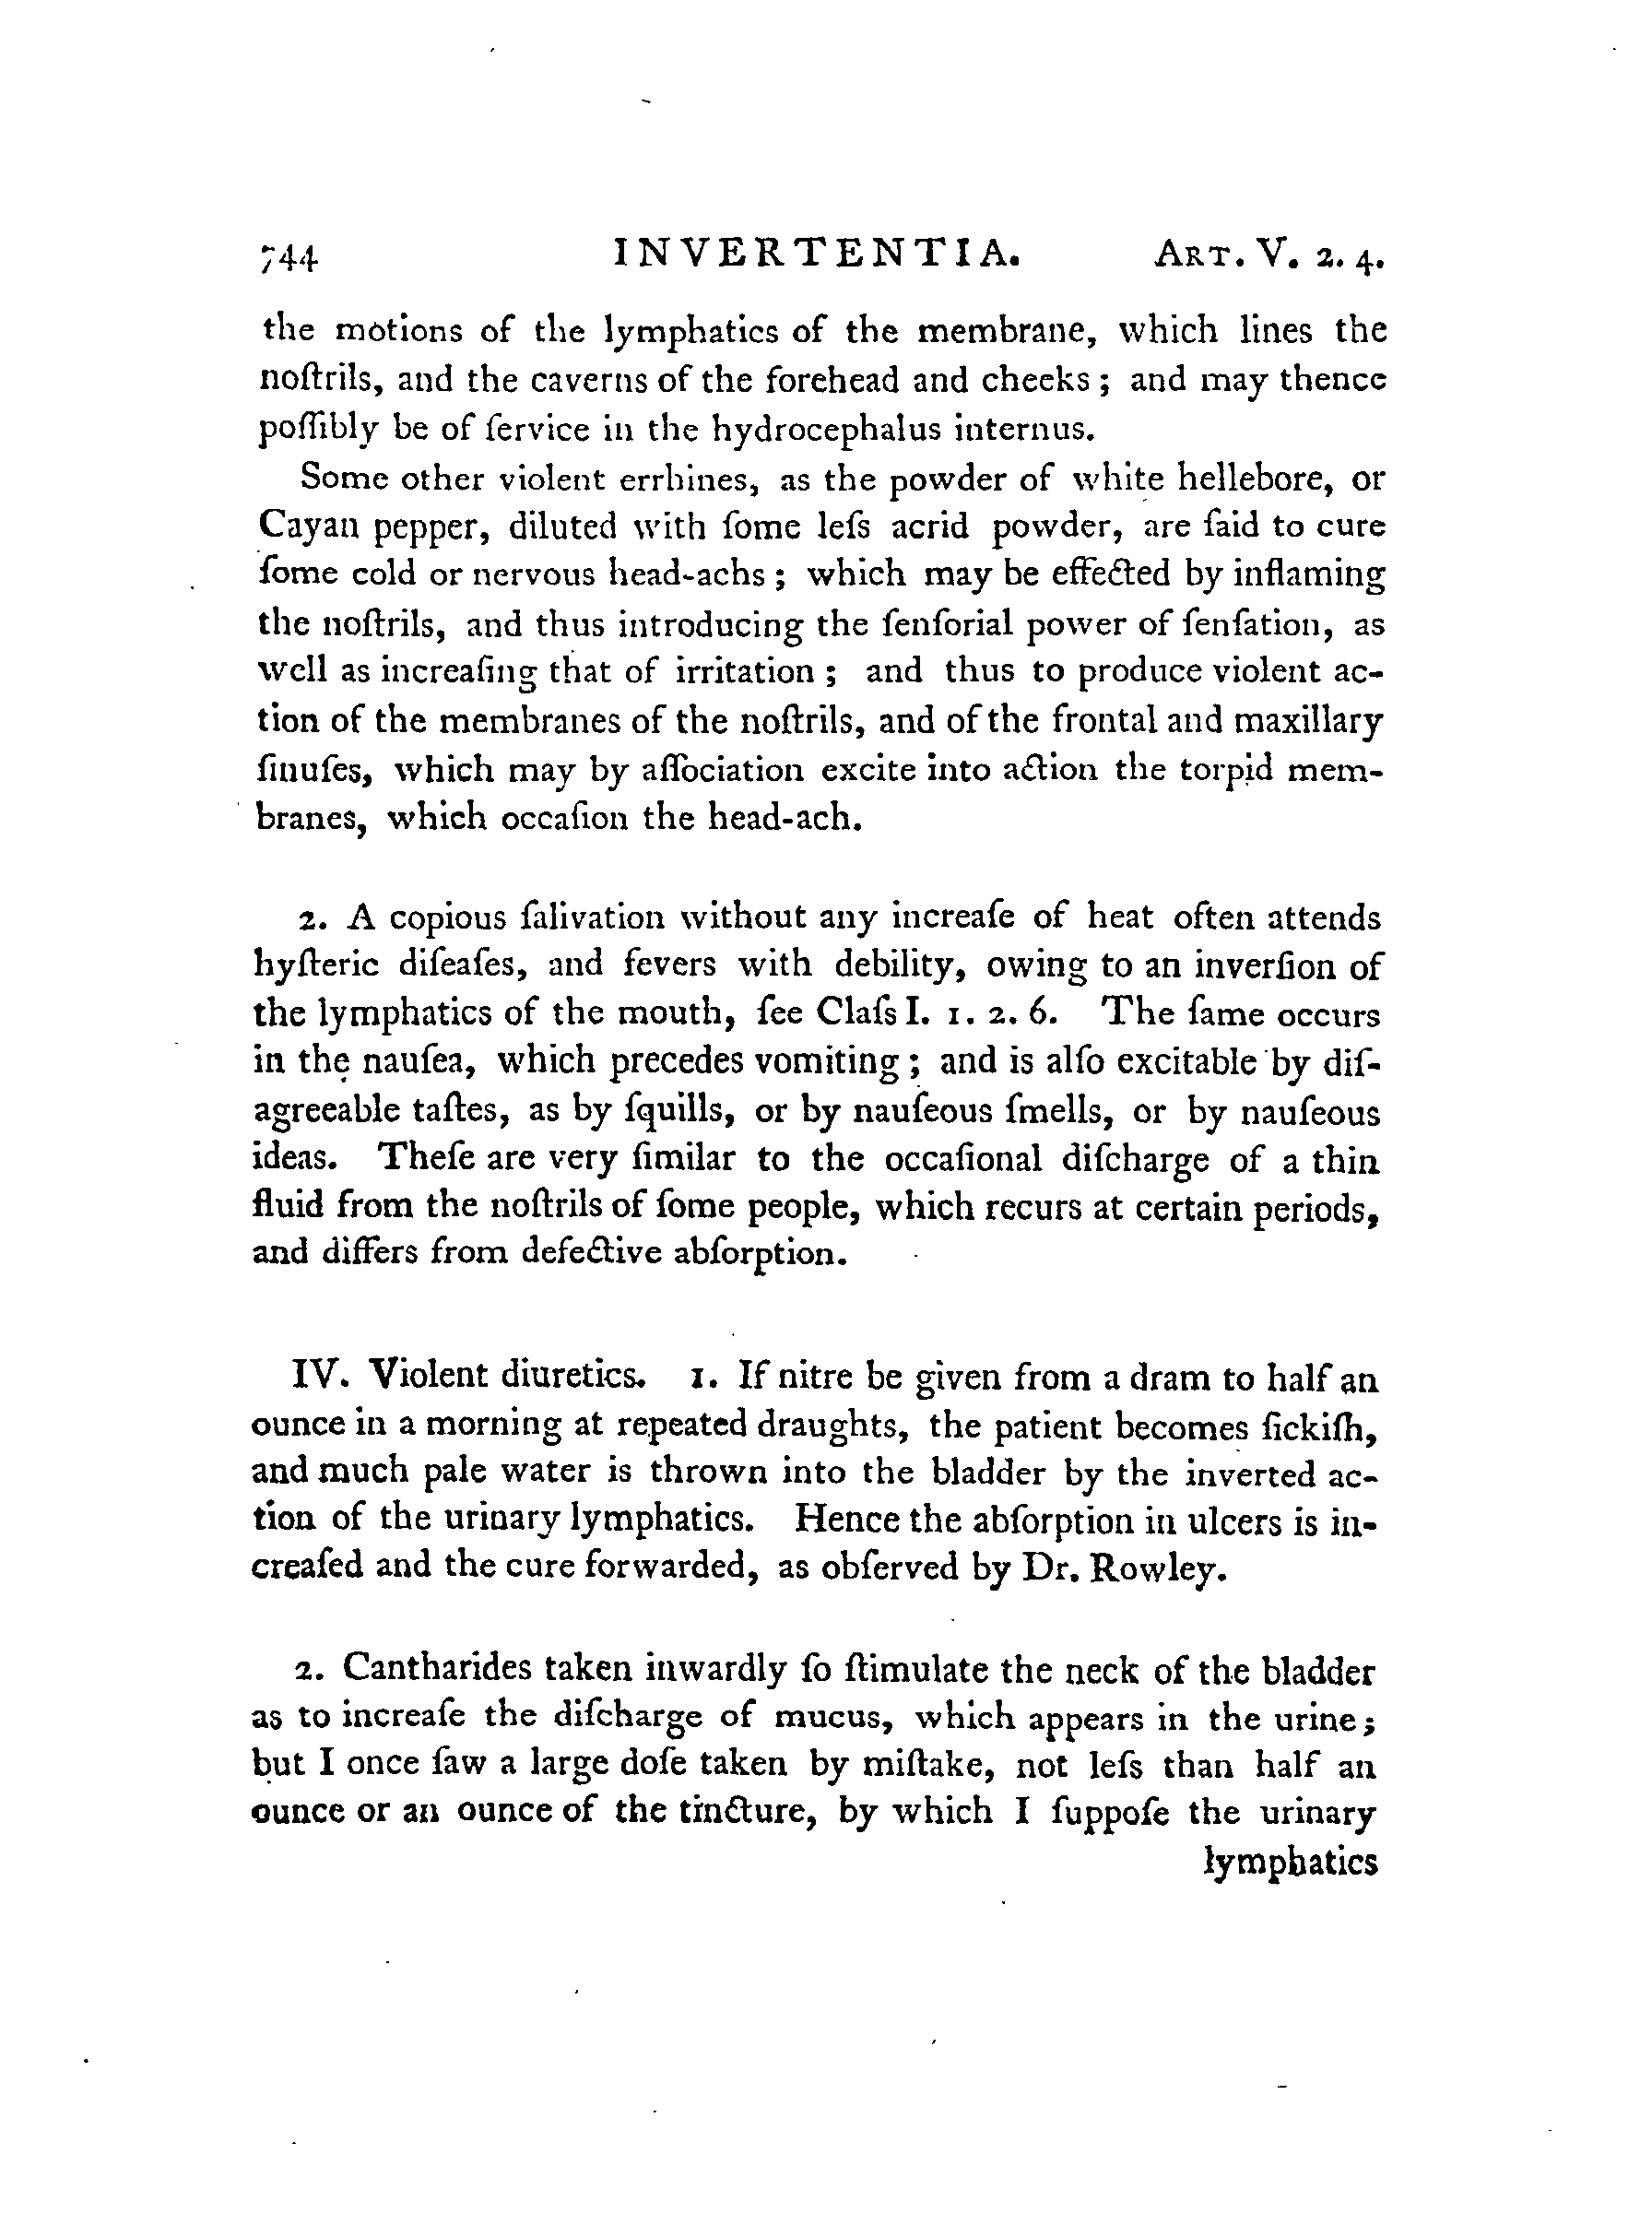 744 INVERTENTIA. ART. V. 2. 4.
the motions of the lymphatics of the membrane, which lines the
noſtrils, and the caverns of the forehead and cheeks; and may thence
poſſibly be of ſervice in the hydrocephalus internus.
Some other violent errhines, as the powder of white hellebore, or
Cayan pepper, diluted with ſome leſs acrid powder, are ſaid to cure
ſome cold or nervous head-achs; which may be effected by inflaming
the noſtrils, and thus introducing the ſenſorial power of ſenſation, as
well as increaſing that of irritation; and thus to produce violent ac-
tion of the membranes of the noſtrils, and of the frontal and maxillary
ſinuſes, which may by aſſociation excite into action the torpid mem-
branes, which occaſion the head-ach.
2. A copious ſalivation without any increaſe of heat often attends
hyſteric diſeaſes, and fevers with debility, owing to an inverſion of
the lymphatics of the mouth, ſee Claſs I. 1. 2. 6. The ſame occurs
in the nauſea, which precedes vomiting; and is alſo excitable by diſ-
agreeable taſtes, as by ſquills, or by nauſeous ſmells, or by nauſeous
ideas. Theſe are very ſimilar to the occaſional diſcharge of a thin
fluid from the noſtrils of ſome people, which recurs at certain periods,
and differs from defective abſorption.
IV. Violent diuretics. 1. If nitre be given from a dram to half an
ounce in a morning at repeated draughts, the patient becomes ſickiſh,
and much pale water is thrown into the bladder by the inverted ac-
tion of the urinary lymphatics. Hence the abſorption in ulcers is in-
creaſed and the cure forwarded, as obſerved by Dr. Rowley.
2. Cantharides taken inwardly ſo ſtimulate the neck of the bladder
as to increaſe the diſcharge of mucus, which appears in the urine;
but I once ſaw a large doſe taken by miſtake, not leſs than half an
ounce or an ounce of the tincture, by which I ſuppoſe the urinary
lymphatics